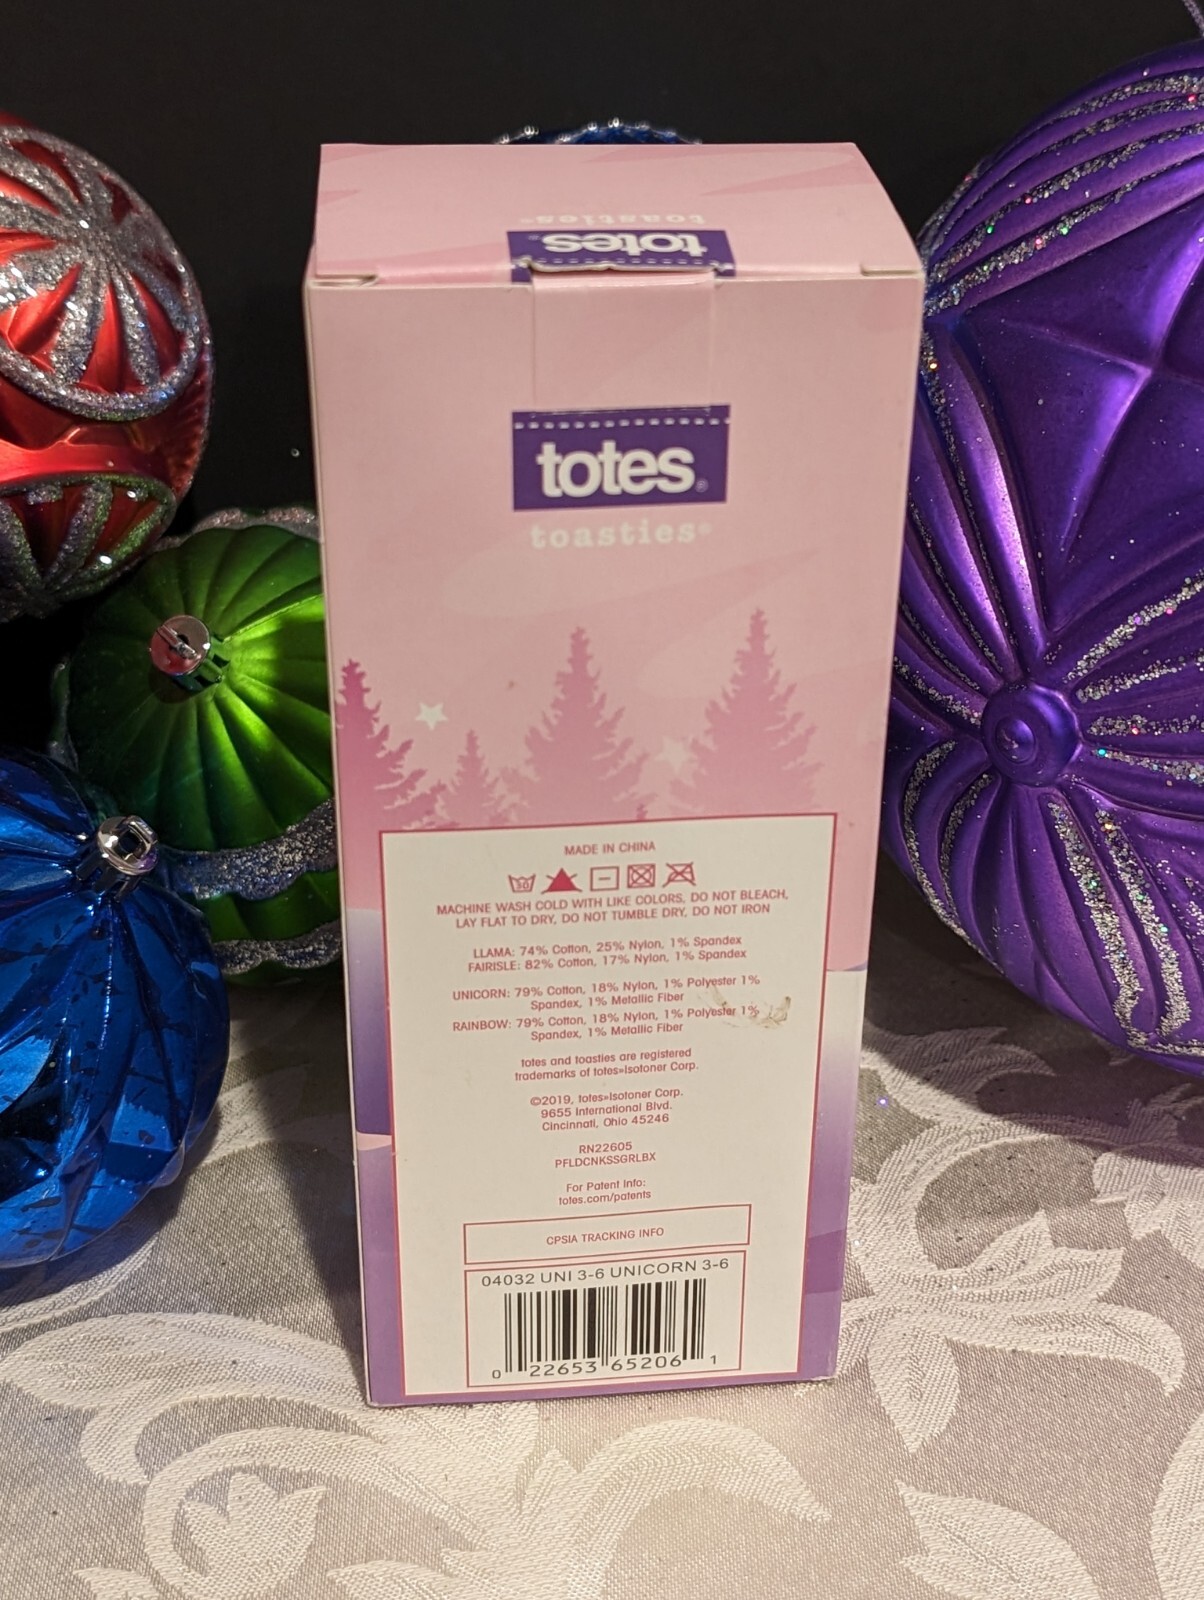 toasties®
totes®
totes®
toasties®
MADE IN CHINA
30
MACHINE WASH COLD WITH LIKE COLORS, DO NOT BLEACH,
LAY FLAT TO DRY, DO NOT TUMBLE DRY, DO NOT IRON
LLAMA: 74% Cotton, 25% Nylon, 1% Spandex
FAIRISLE: 82% Cotton, 17% Nylon, 1% Spandex
UNICORN: 79% Cotton, 18% Nylon, 1% Polyester 1%
Spandex, 1% Metallic Fiber
RAINBOW: 79% Cotton, 18% Nylon, 1% Polyester 1%
Spandex, 1% Metallic Fiber
totes and toasties are registered
trademarks of totes»Isotoner Corp.
©2019, totes»Isotoner Corp.
9655 International Blvd.
Cincinnati, Ohio 45246
RN22605
PFLDCNKSSGRLBX
For Patent Info:
totes.com/patents
CPSIA TRACKING INFO
04032 UNI 3-6 UNICORN 3-6
0 22653 65206 1